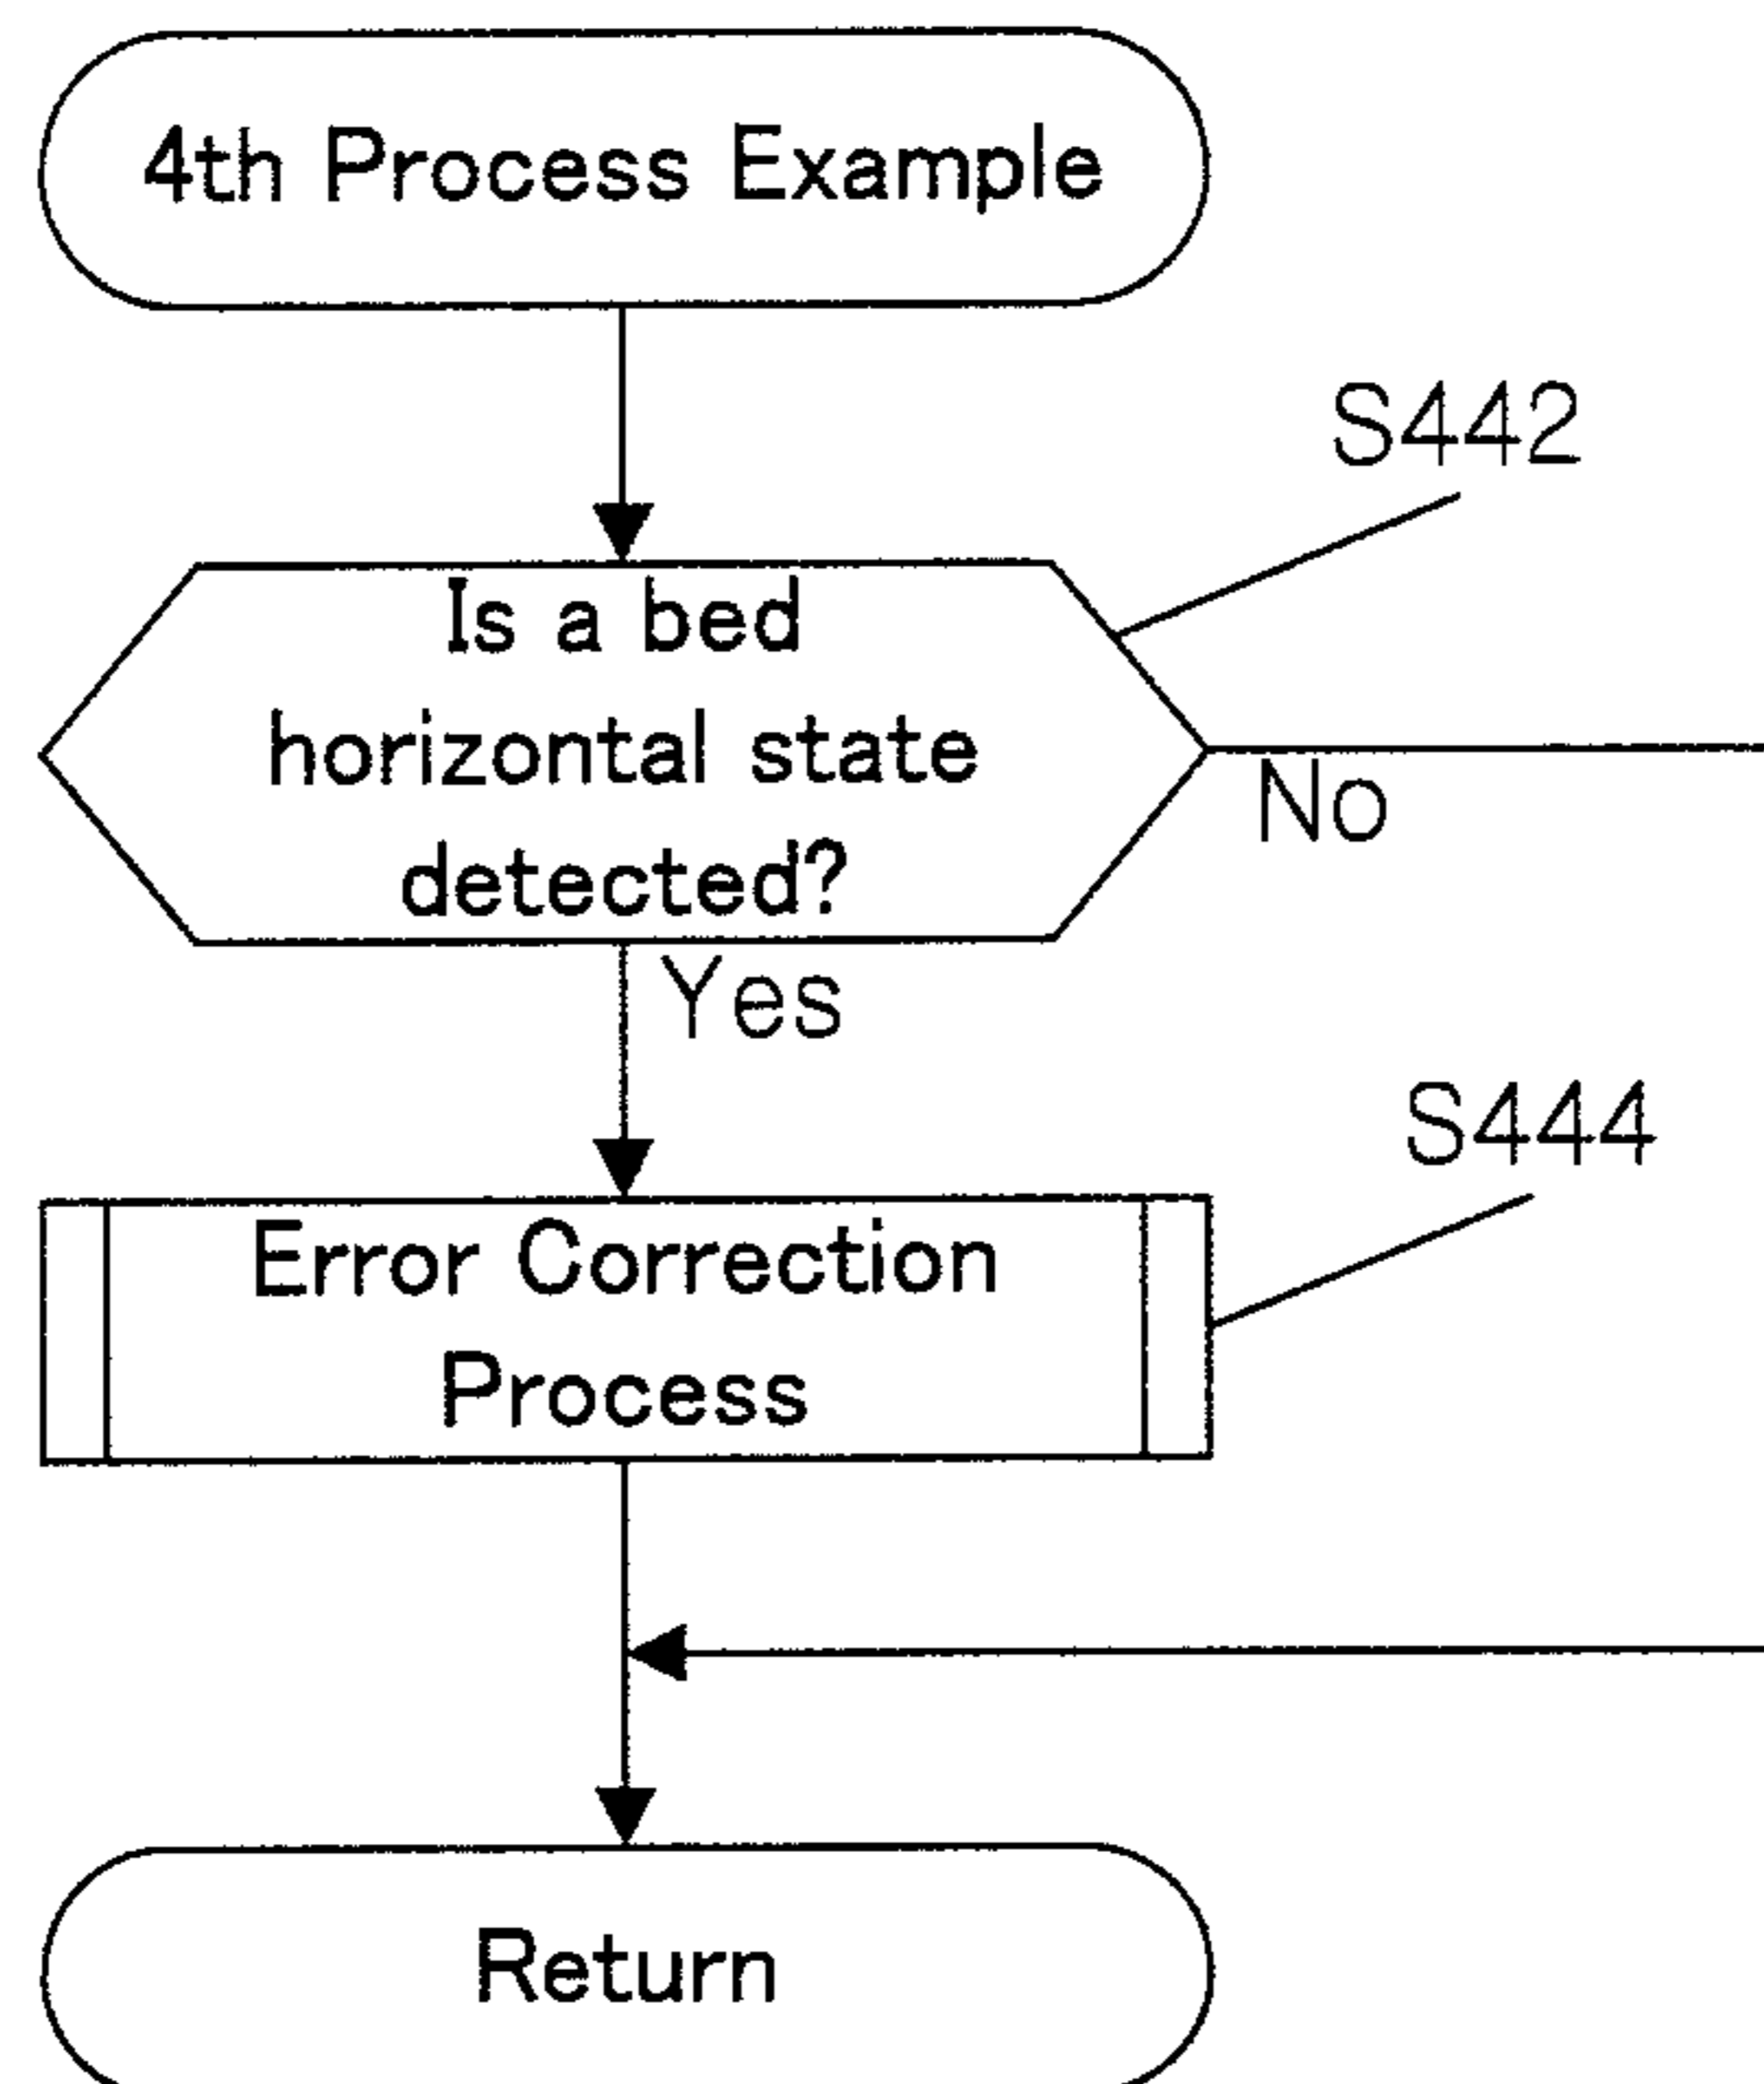 4th Process Example
S442
Is a bed
horizontal state
detected?
No
Yes
S444
Error Correction
Process
Return